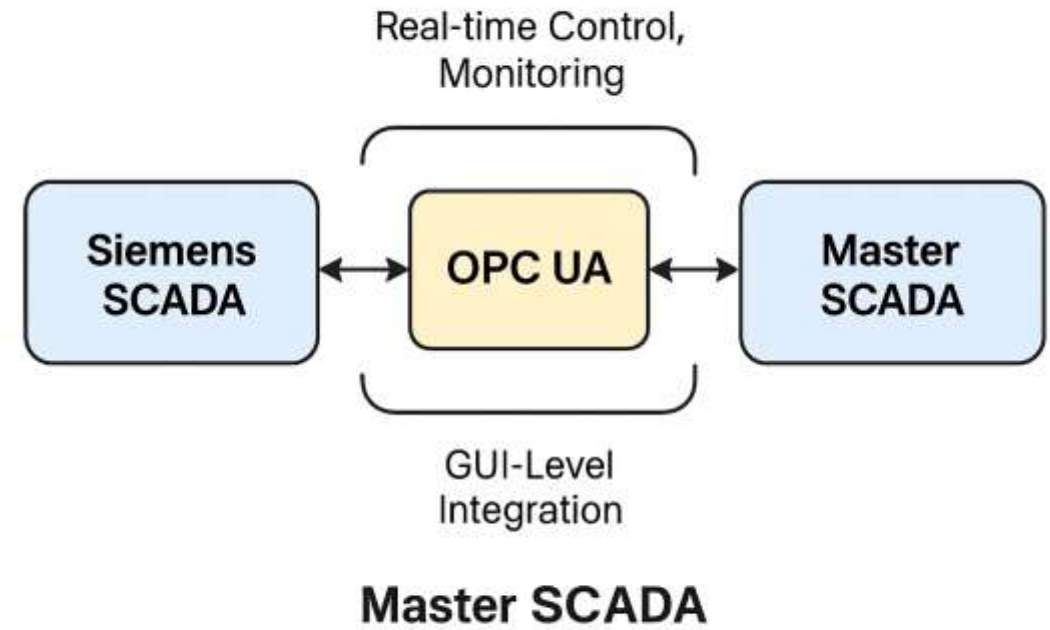 Real-time Control,
Monitoring
Siemens
SCADA
OPC UA
Master
SCADA
GUI-Level
Integration
Master SCADA